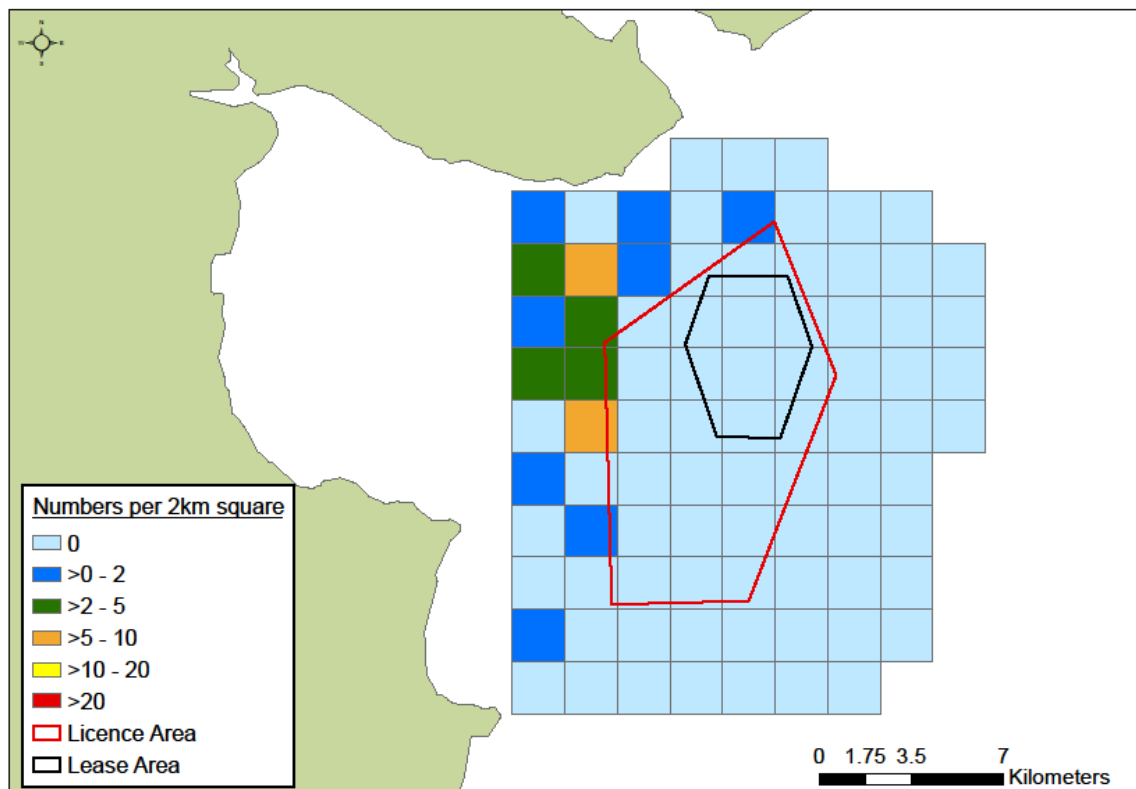 N
S
Numbers per 2km square
0
>0 - 2
>2 - 5
>5 - 10
>10 - 20
>20
Licence Area
Lease Area
0 1.75 3.5 7
Kilometers